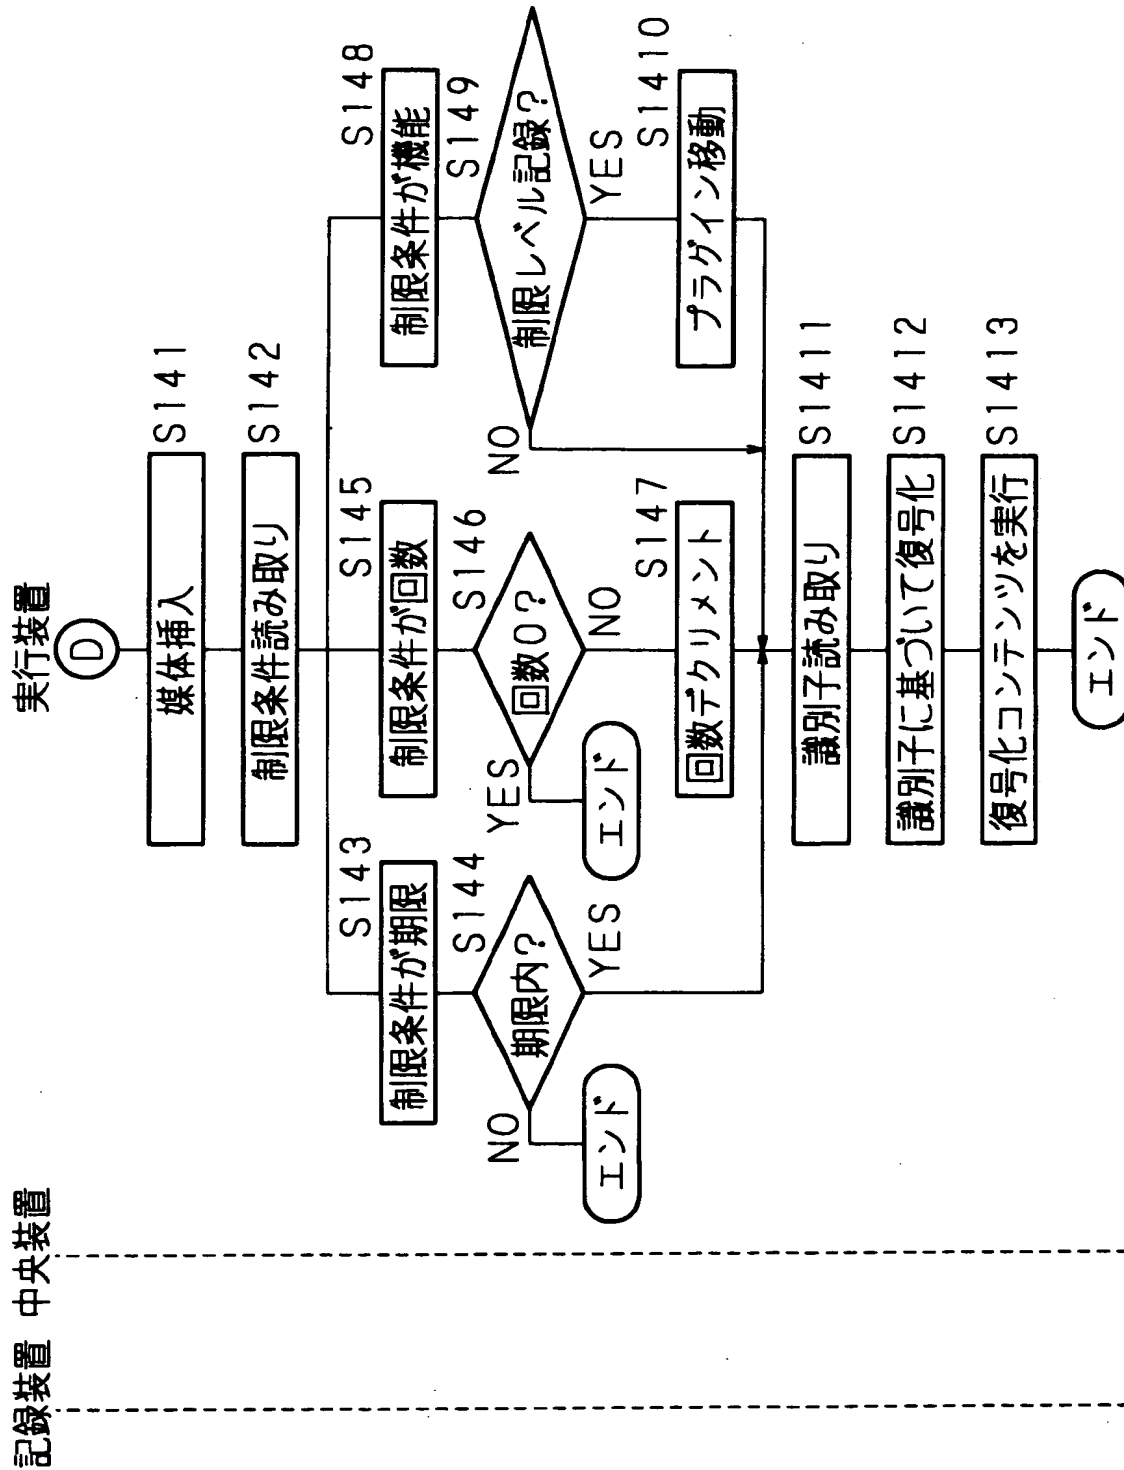 記録装置 中央装置 実行装置
D
媒体挿入 S141
制限条件読み取り S142
制限条件が期限 S143
制限条件が回数 S145
制限条件が機能 S148
期限内? S144
回数0? S146
制限レベル記録? S149
NO
YES
YES
NO
NO
YES
エンド
エンド
回数デクリメント S147
プラグイン移動 S1410
識別子読み取り S1411
識別子に基づいて復号化 S1412
復号化コンテンツを実行 S1413
エンド